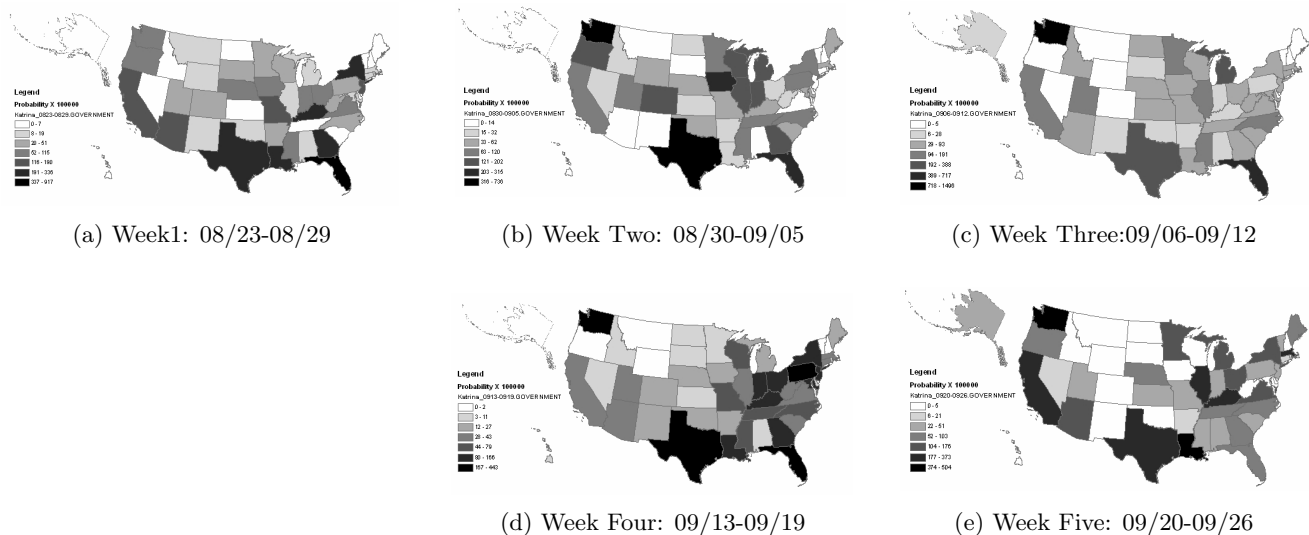 Legend
Probability X 100000
Katrina_0823-0829.GOVERNMENT
0 - 7
8 - 19
20 - 51
52 - 115
116 - 190
191 - 336
337 - 917
(a) Week1: 08/23-08/29
Legend
Probability X 100000
Katrina_0830-0905.GOVERNMENT
0 - 14
15 - 32
33 - 62
63 - 120
121 - 202
203 - 315
316 - 736
(b) Week Two: 08/30-09/05
Legend
Probability X 100000
Katrina_0906-0912.GOVERNMENT
0 - 5
6 - 28
29 - 93
94 - 191
192 - 388
389 - 717
718 - 1496
(c) Week Three:09/06-09/12
Legend
Probability X 100000
Katrina_0913-0919.GOVERNMENT
0 - 2
3 - 11
12 - 27
28 - 43
44 - 79
80 - 166
167 - 443
(d) Week Four: 09/13-09/19
Legend
Probability X 100000
Katrina_0920-0926.GOVERNMENT
0 - 5
6 - 21
22 - 51
52 - 103
104 - 176
177 - 373
374 - 504
(e) Week Five: 09/20-09/26